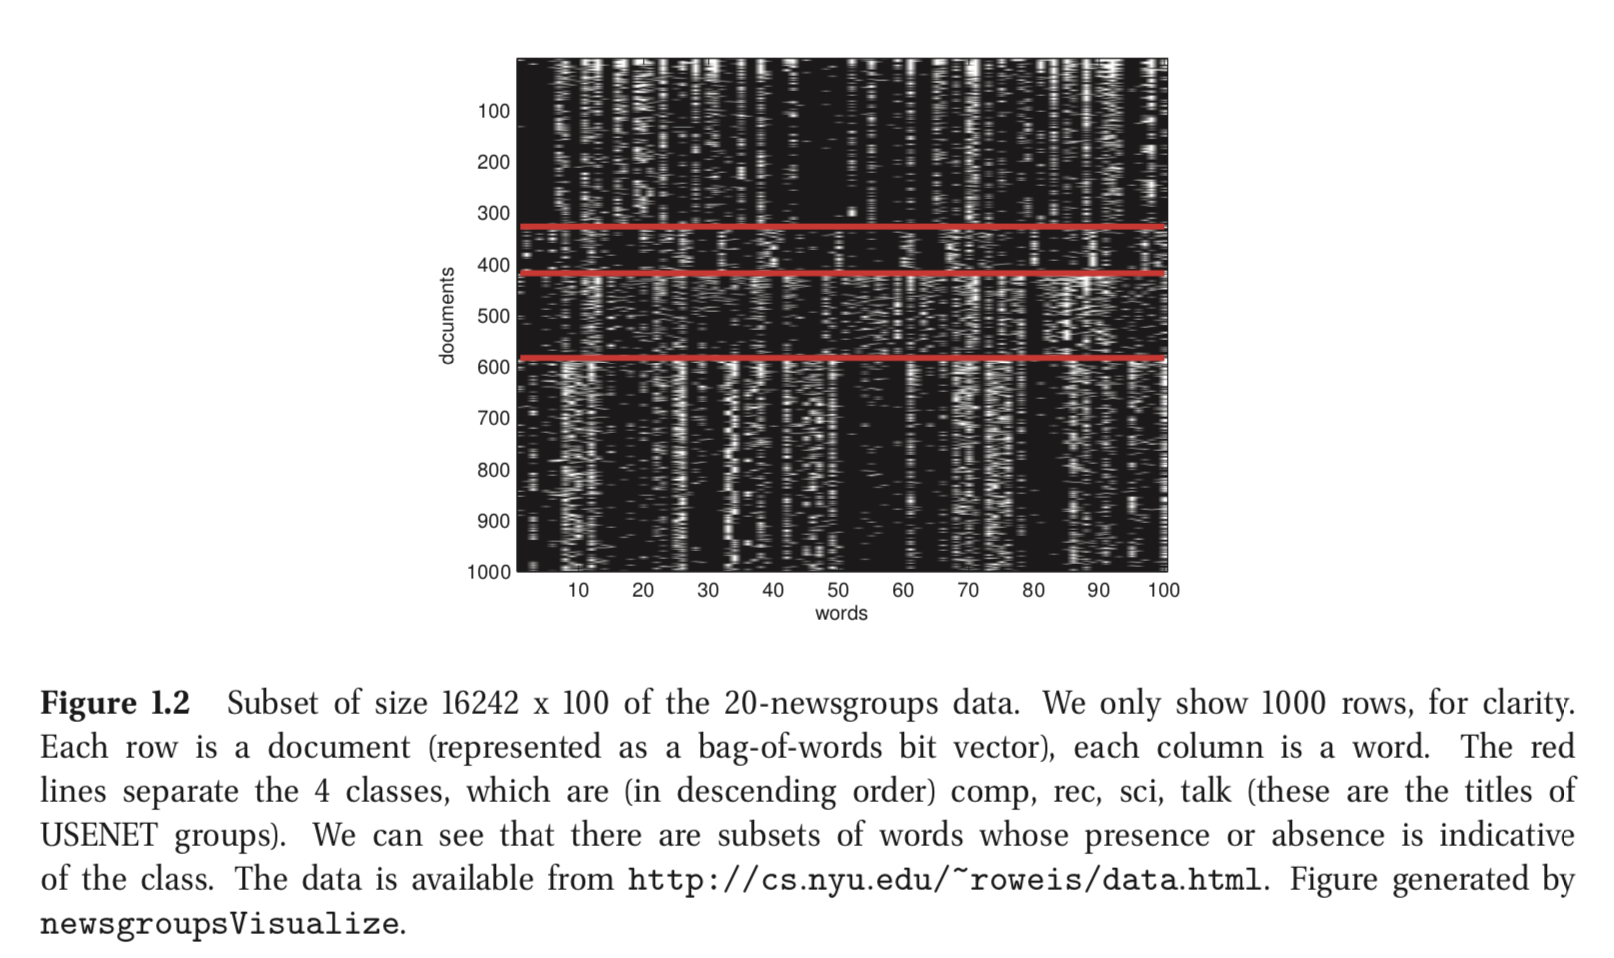 100
200
300
400
500
600
700
800
900
1000
documents
10 20 30 40 50 60 70 80 90 100
words
Figure 1.2 Subset of size 16242 x 100 of the 20-newsgroups data. We only show 1000 rows, for clarity.
Each row is a document (represented as a bag-of-words bit vector), each column is a word. The red
lines separate the 4 classes, which are (in descending order) comp, rec, sci, talk (these are the titles of
USENET groups). We can see that there are subsets of words whose presence or absence is indicative
of the class. The data is available from http://cs.nyu.edu/~roweis/data.html. Figure generated by
newsgroupsVisualize.